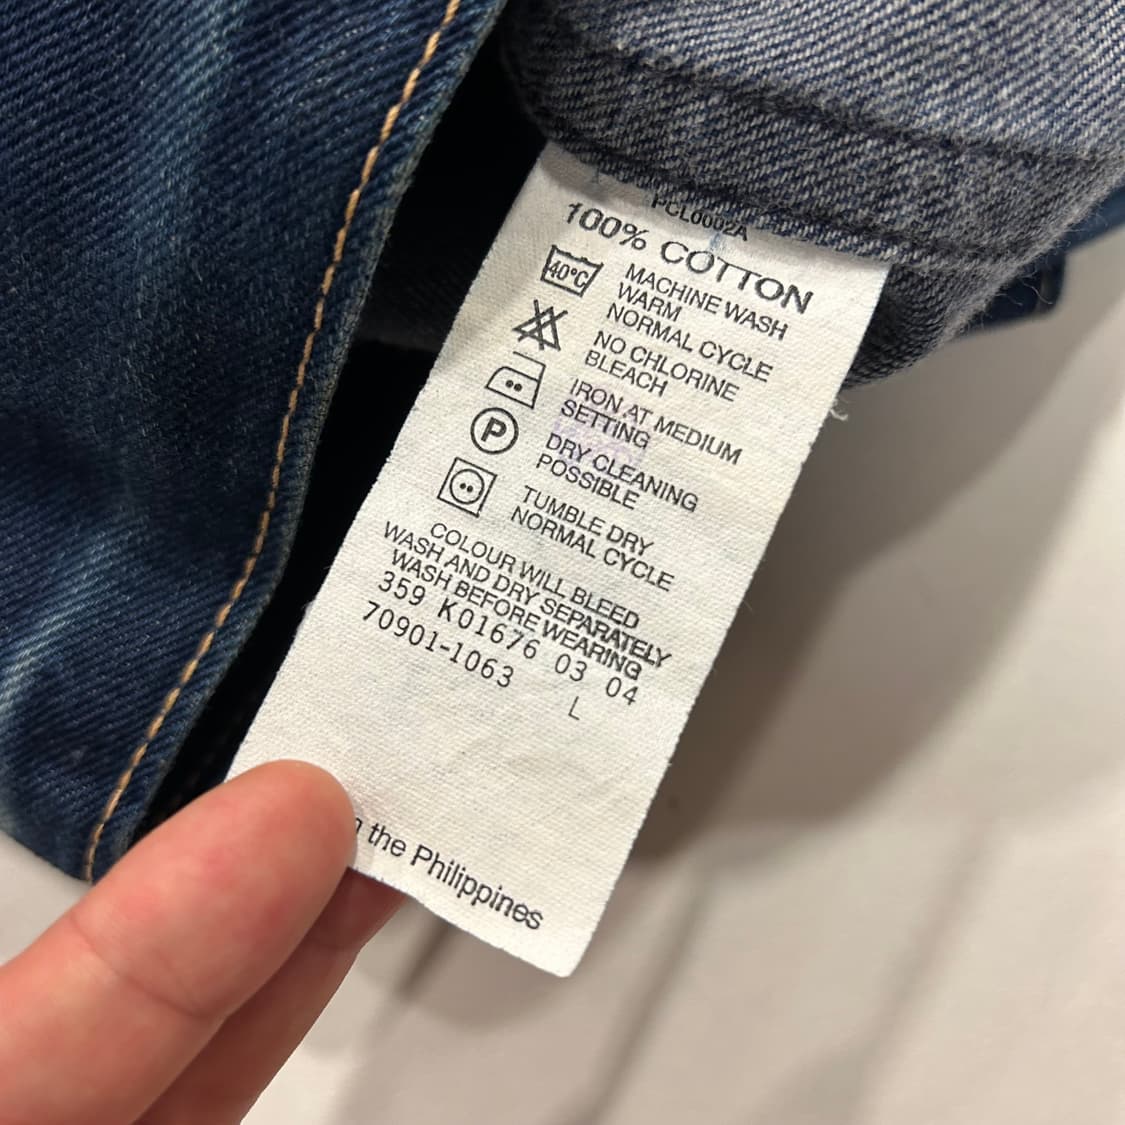 PCL0002A
100% COTTON
40°C
MACHINE WASH
WARM
NORMAL CYCLE
NO CHLORINE
BLEACH
IRON AT MEDIUM
SETTING
P
DRY CLEANING
POSSIBLE
TUMBLE DRY
NORMAL CYCLE
COLOUR WILL BLEED
WASH AND DRY SEPARATELY
WASH BEFORE WEARING
359 K01676 03 04
70901-1063 L
the Philippines